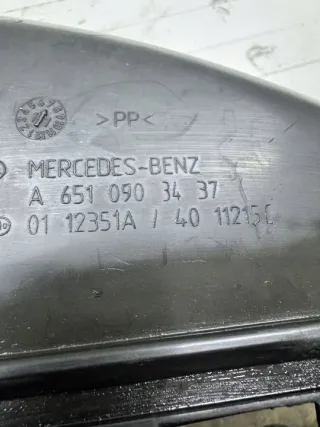 >PP<
MERCEDES-BENZ
A 651 090 34 37
01 12351A / 40 11215